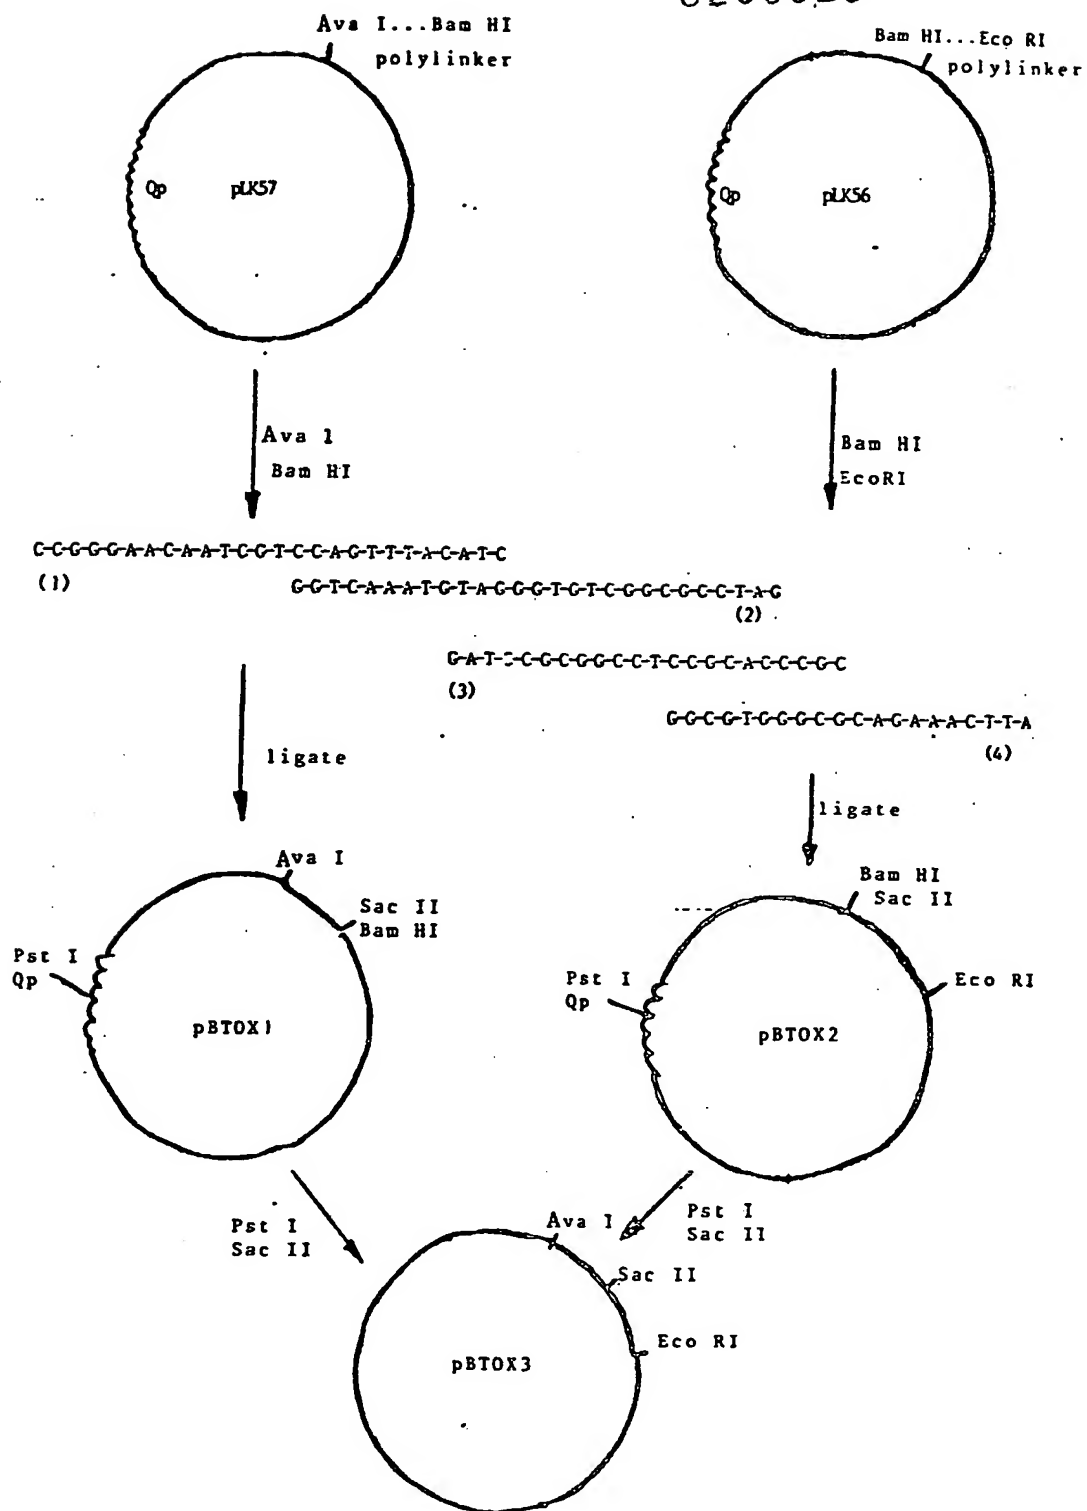 Ava I...Bam HI
polylinker
Bam HI...Eco RI
polylinker
Qp
pLK57
Qp
pLK56
Ava 1
Bam HI
Bam HI
EcoRI
C-C-G-G-G-A-A-C-A-A-T-C-G-T-C-C-A-G-T-T-T-A-C-A-T-C
(1)
G-G-T-C-A-A-A-T-G-T-A-G-G-G-T-G-T-C-G-G-C-G-C-C-T-A-G
(2)
G-A-T- -C-G-C-G-G-C-C-T-C-C-G-C-A-C-C-C-G-C
(3)
G-G-C-G-T-G-G-G-C-G-C-A-G-A-A-A-C-T-T-A
(4)
ligate
ligate
Ava I
Sac II
Bam HI
Pst I
Qp
pBTOX1
Bam HI
Sac II
Pst I
Qp
Eco RI
pBTOX2
Pst I
Sac II
Pst I
Sac II
Ava I
Sac II
Eco RI
pBTOX3